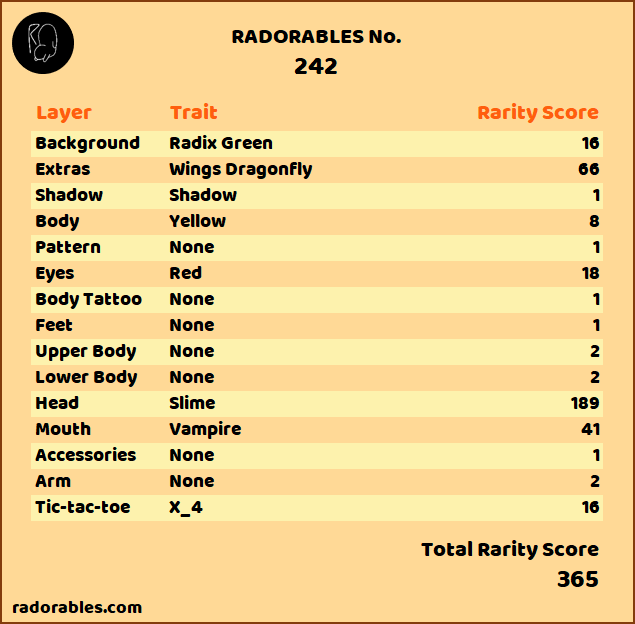 RADORABLES No.
242
Layer Trait Rarity Score
Background Radix Green 16
Extras Wings Dragonfly 66
Shadow Shadow 1
Body Yellow 8
Pattern None 1
Eyes Red 18
Body Tattoo None 1
Feet None 1
Upper Body None 2
Lower Body None 2
Head Slime 189
Mouth Vampire 41
Accessories None 1
Arm None 2
Tic-tac-toe X_4 16
Total Rarity Score
365
radorables.com